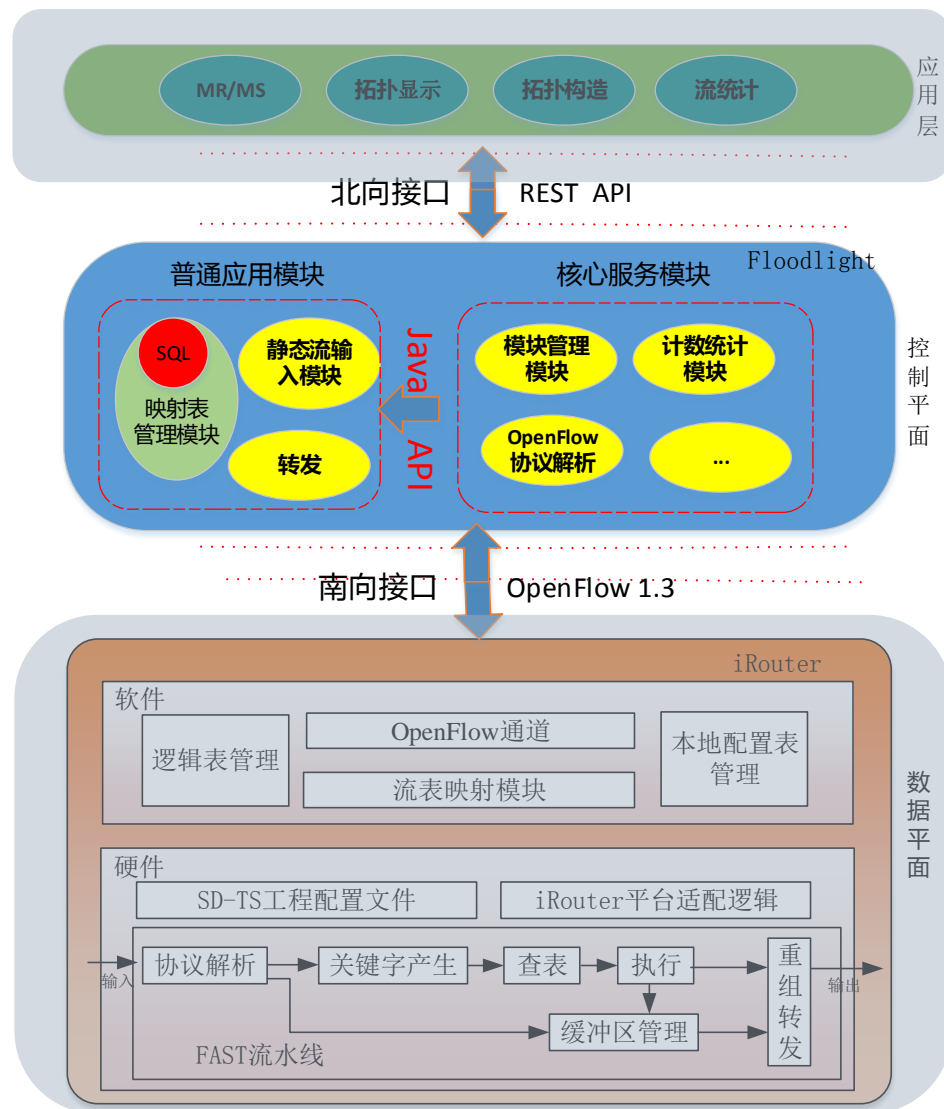 MR/MS
拓扑显示
拓扑构造
流统计
应
用
层
北向接口
REST API
Floodlight
普通应用模块
核心服务模块
SQL
映射表
管理模块
静态流输
入模块
转发
Java API
模块管理
模块
计数统计
模块
OpenFlow
协议解析
...
控
制
平
面
南向接口
OpenFlow 1.3
iRouter
软件
逻辑表管理
OpenFlow通道
流表映射模块
本地配置表
管理
数
据
平
面
硬件
SD-TS工程配置文件
iRouter平台适配逻辑
输入
协议解析
关键字产生
查表
执行
重
组
转
发
输出
缓冲区管理
FAST流水线